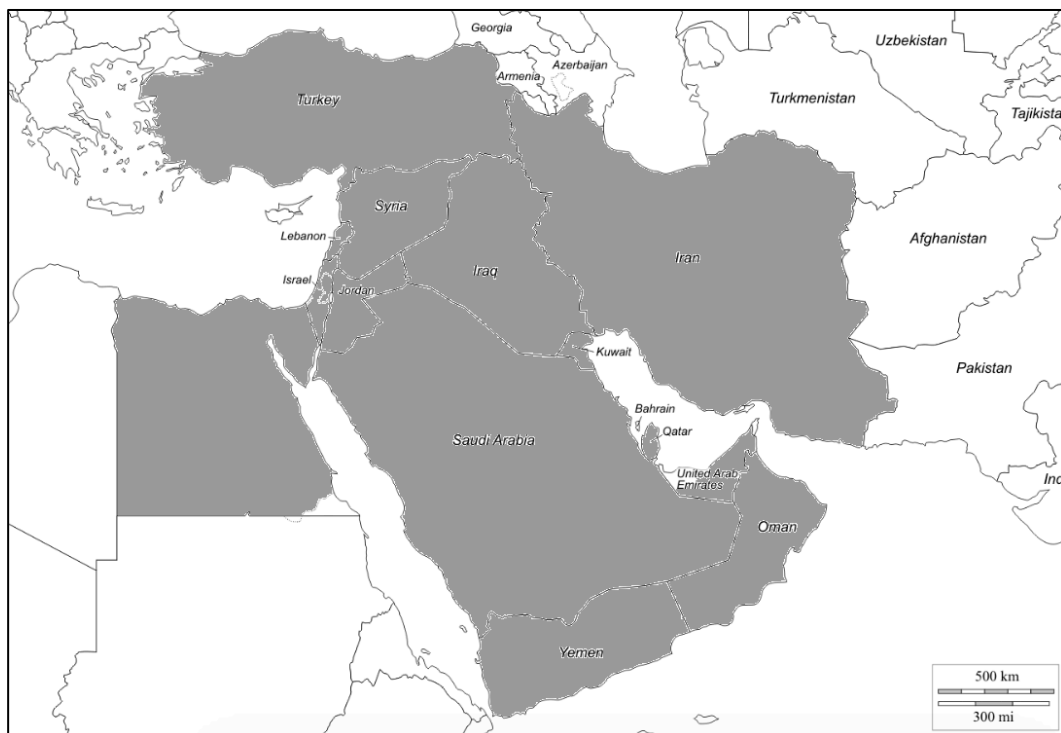 Georgia
Uzbekistan
Azerbaijan
Armenia
Turkey
Turkmenistan
Tajikista
Syria
Lebanon
Afghanistan
Iran
Iraq
Israel
Jordan
Kuwait
Pakistan
Bahrain
Qatar
Saudi Arabia
United Arab
Emirates
Ind
Oman
Yemen
500 km
300 mi